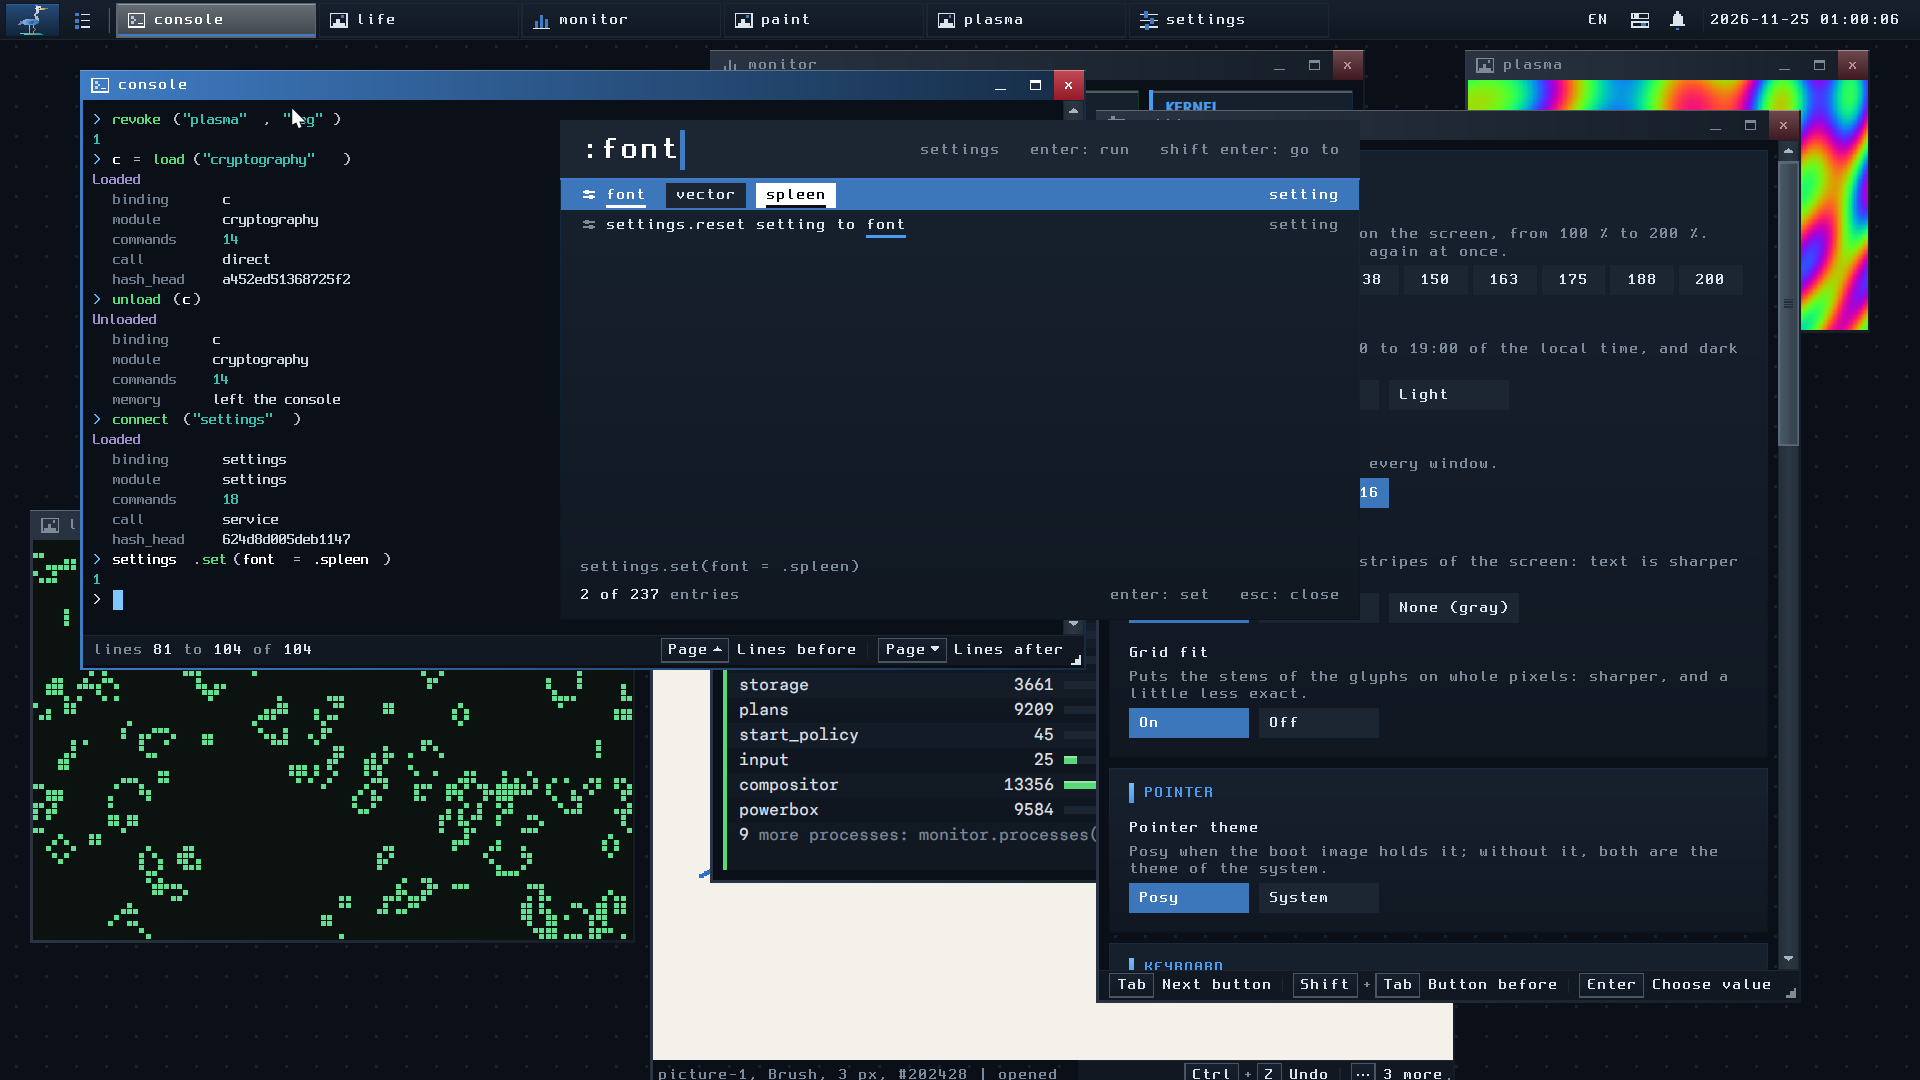 console life monitor paint plasma settings EN 2026-11-25 01:00:06
monitor
plasma
console
> revoke ("plasma" , " g" )
1
> c = load ("cryptography" )
Loaded
binding c
module cryptography
commands 14
call direct
hash_head a452ed51368725f2
> unload (c)
Unloaded
binding c
module cryptography
commands 14
memory left the console
> connect ("settings" )
Loaded
binding settings
module settings
commands 18
call service
hash_head 624d8d005deb1147
> settings .set (font = .spleen )
1
>
lines 81 to 104 of 104 Page Lines before Page Lines after
KERNEL
:font settings enter: run shift enter: go to
font vector spleen setting
settings.reset setting to font setting
settings.set(font = .spleen)
2 of 237 entries enter: set esc: close
on the screen, from 100 % to 200 %.
again at once.
38 150 163 175 188 200
0 to 19:00 of the local time, and dark
Light
every window.
16
stripes of the screen: text is sharper
None (gray)
Grid fit
Puts the stems of the glyphs on whole pixels: sharper, and a
little less exact.
On Off
POINTER
Pointer theme
Posy when the boot image holds it; without it, both are the
theme of the system.
Posy System
KEYBOARD
Tab Next button Shift + Tab Button before Enter Choose value
storage 3661
plans 9209
start_policy 45
input 25
compositor 13356
powerbox 9584
9 more processes: monitor.processes(
picture-1, Brush, 3 px, #202428 | opened Ctrl + Z Undo ... 3 more.